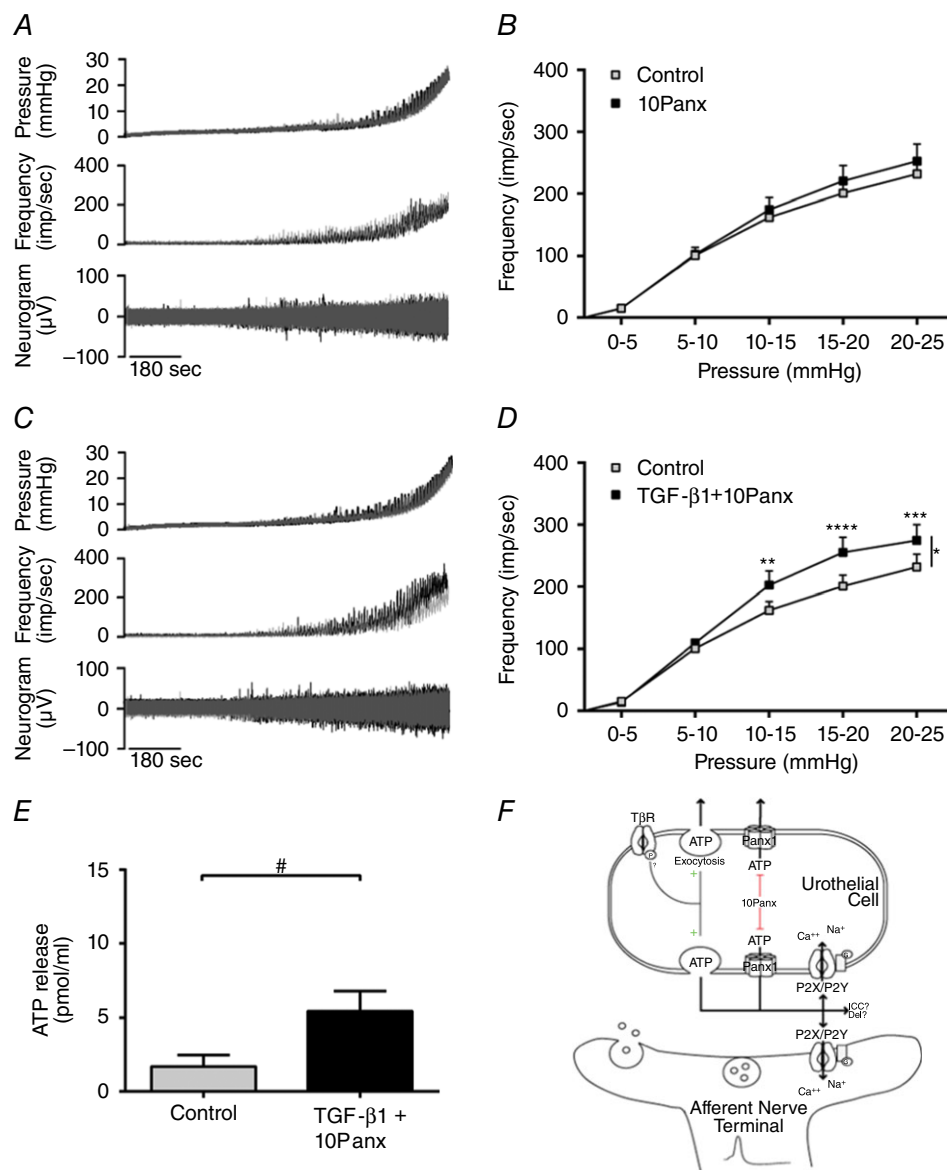 A
Pressure
(mmHg)
30
20
10
0
Frequency
(imp/sec)
400
200
0
Neurogram
(µV)
100
0
−100
180 sec
B
Frequency (imp/sec)
400
300
200
100
0
Control
10Panx
0-5
5-10
10-15
15-20
20-25
Pressure (mmHg)
C
Pressure
(mmHg)
30
20
10
0
Frequency
(imp/sec)
400
200
0
Neurogram
(µV)
100
0
−100
180 sec
D
Frequency (imp/sec)
400
300
200
100
0
Control
TGF-β1+10Panx
**
****
***
*
0-5
5-10
10-15
15-20
20-25
Pressure (mmHg)
E
ATP release
(pmol/ml)
15
10
5
0
#
Control
TGF-β1 +
10Panx
F
TβR
P
?
ATP
Exocytosis
Panx1
ATP
+
10Panx
+
Urothelial
Cell
ATP
ATP
Panx1
Ca++
Na+
G
P2X/P2Y
ICC?
Del?
P2X/P2Y
G
Ca++
Na+
Afferent Nerve
Terminal